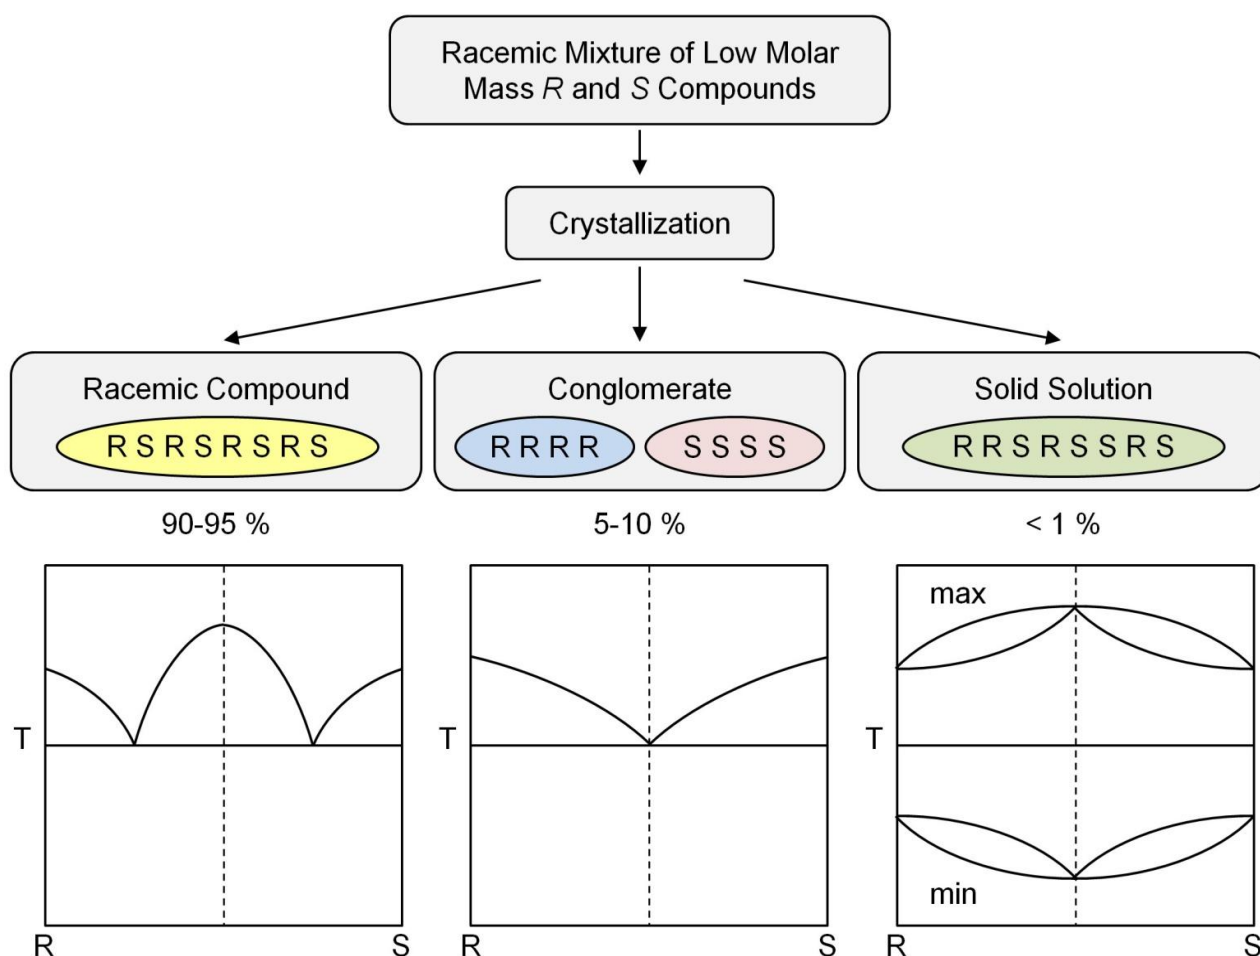 Racemic Mixture of Low Molar
Mass R and S Compounds
Crystallization
Racemic Compound
R S R S R S R S
90-95 %
Conglomerate
R R R R
S S S S
5-10 %
Solid Solution
R R S R S S R S
< 1 %
T
R
S
R
S
max
T
min
R
S